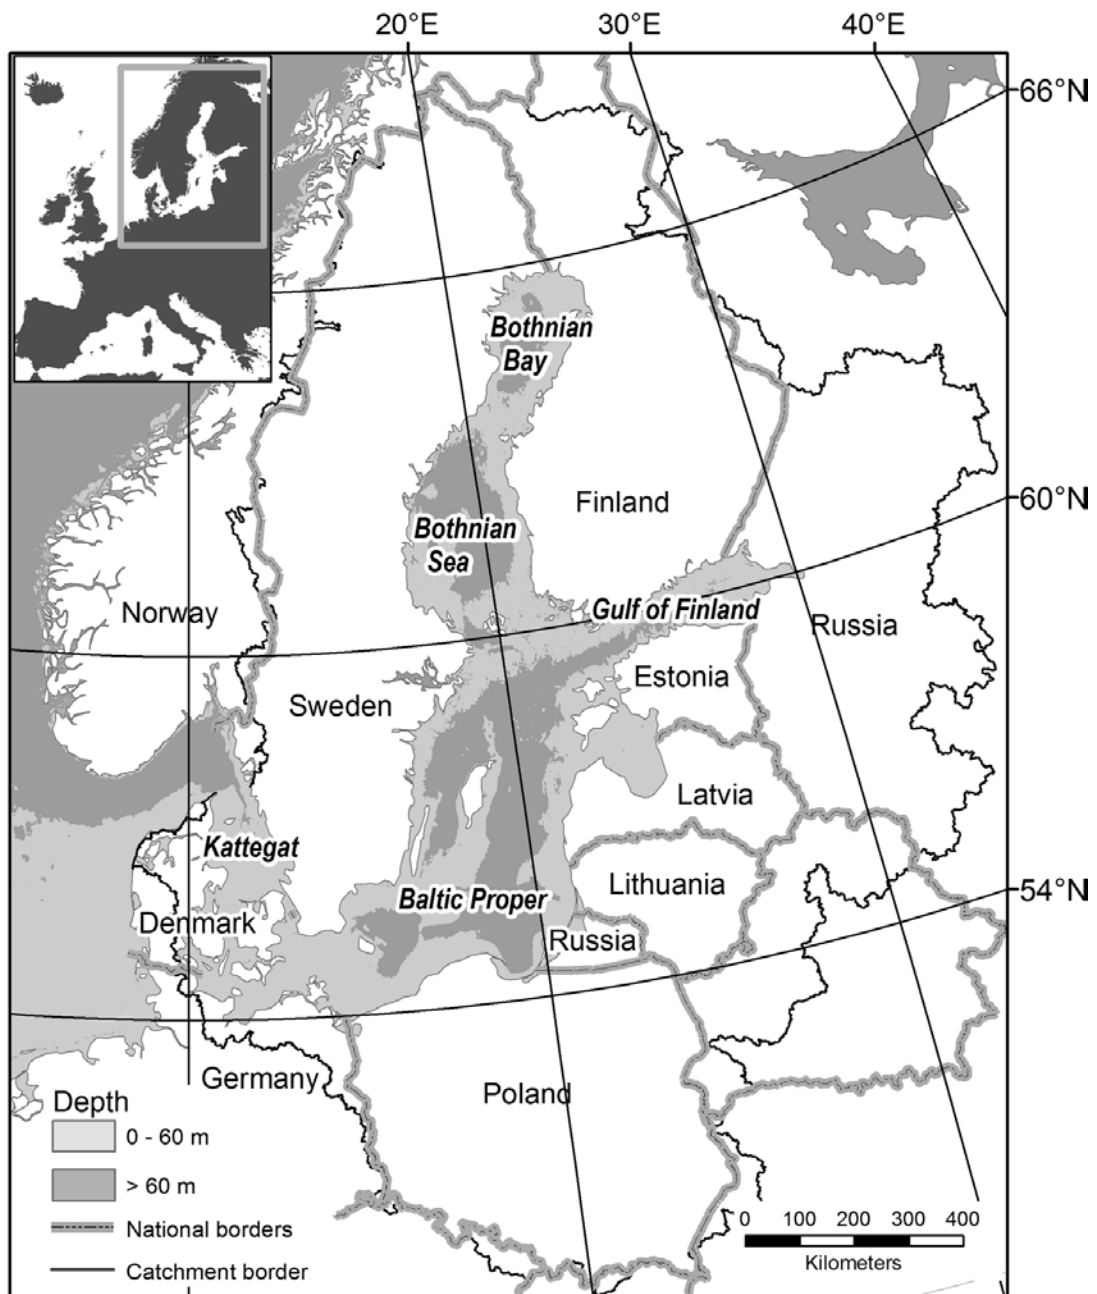 20°E 30°E 40°E
66°N
Bothnian
Bay
60°N
Finland
Bothnian
Sea
Norway
Gulf of Finland
Russia
Estonia
Sweden
Latvia
Kattegat
Lithuania
54°N
Baltic Proper
Denmark
Russia
Germany
Poland
Depth
0 - 60 m
> 60 m
National borders
Catchment border
0 100 200 300 400
Kilometers